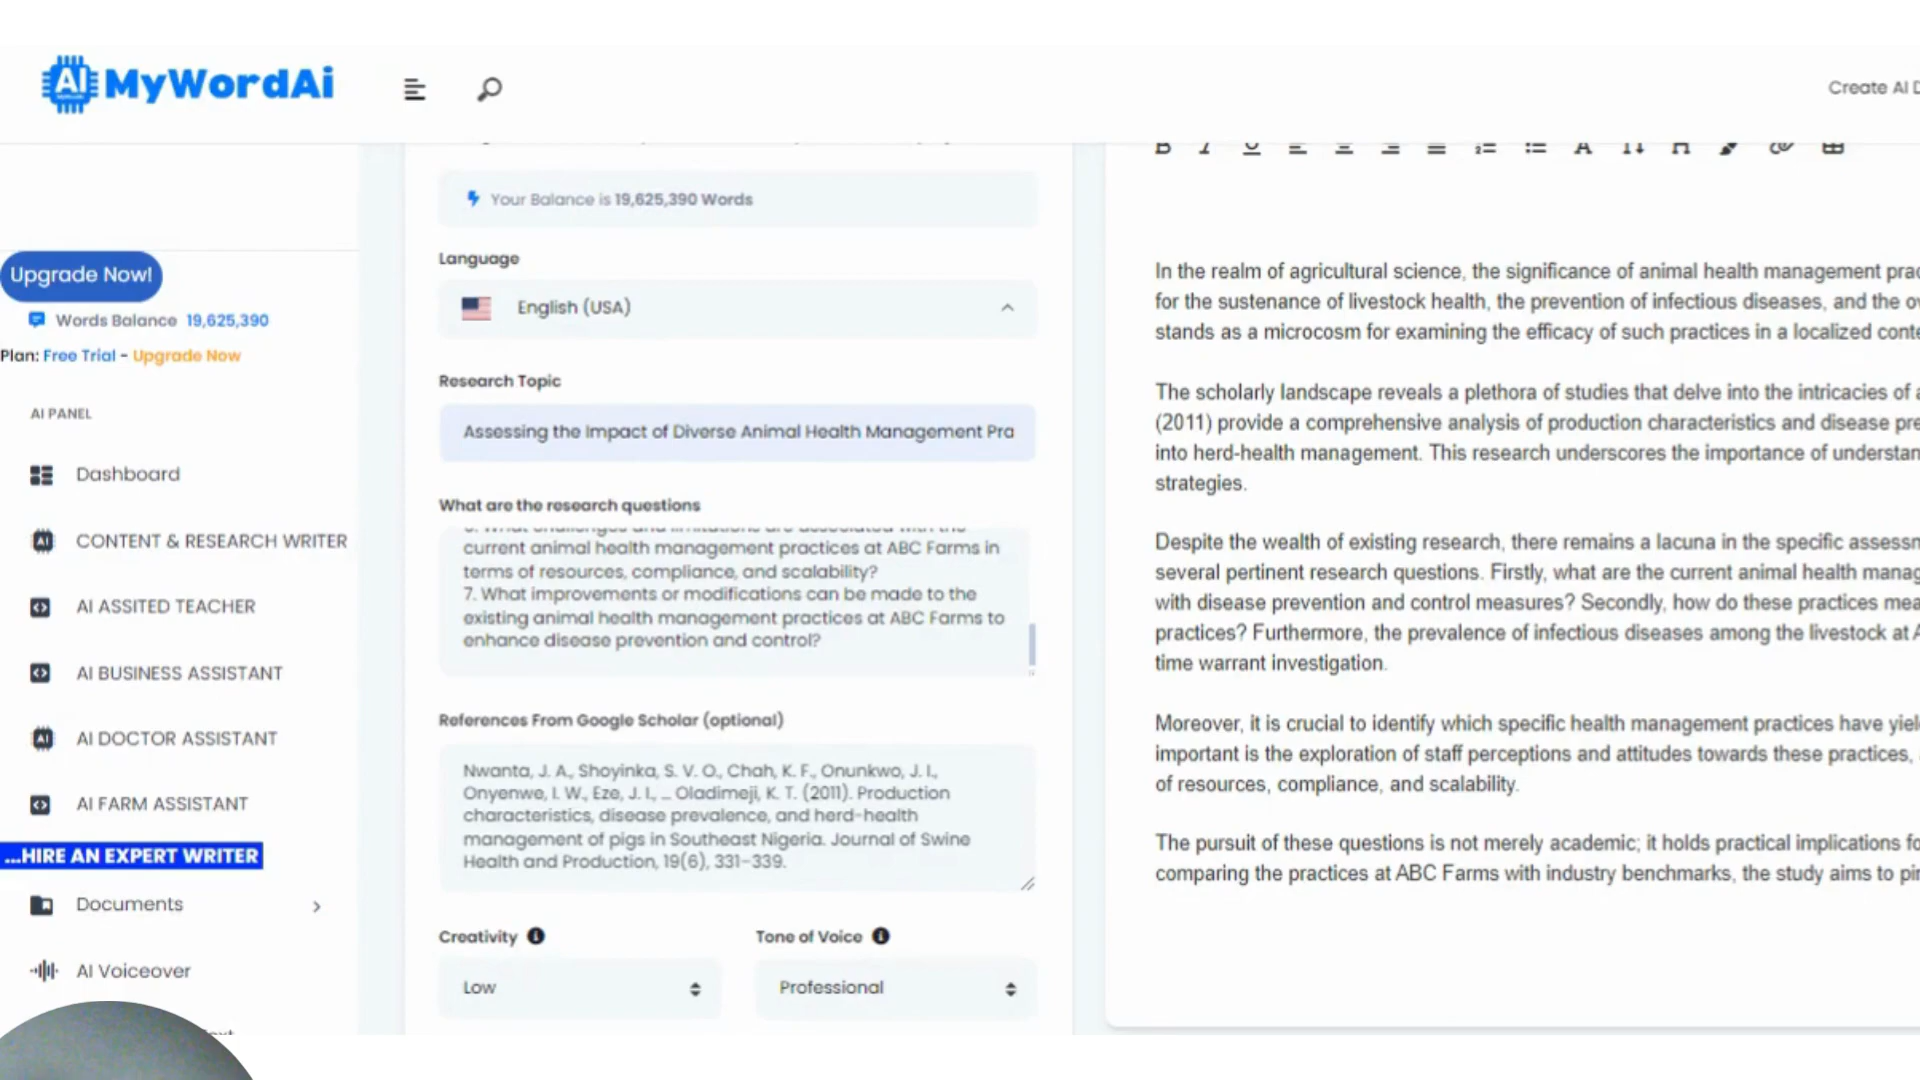 AI MyWordAi
Create AI
Your Balance is 19,625,390 Words
Upgrade Now!
Words Balance 19,625,390
Plan: Free Trial - Upgrade Now
AI PANEL
Dashboard
CONTENT & RESEARCH WRITER
AI ASSITED TEACHER
AI BUSINESS ASSISTANT
AI DOCTOR ASSISTANT
AI FARM ASSISTANT
...HIRE AN EXPERT WRITER
Documents
AI Voiceover
Language
English (USA)
Research Topic
Assessing the Impact of Diverse Animal Health Management Pra
What are the research questions
current animal health management practices at ABC Farms in
terms of resources, compliance, and scalability?
7. What improvements or modifications can be made to the
existing animal health management practices at ABC Farms to
enhance disease prevention and control?
References From Google Scholar (optional)
Nwanta, J. A., Shoyinka, S. V. O., Chah, K. F., Onunkwo, J. I.,
Onyenwe, I. W., Eze, J. I., ... Oladimeji, K. T. (2011). Production
characteristics, disease prevalence, and herd-health
management of pigs in Southeast Nigeria. Journal of Swine
Health and Production, 19(6), 331-339.
Creativity
Tone of Voice
Low
Professional
In the realm of agricultural science, the significance of animal health management
for the sustenance of livestock health, the prevention of infectious diseases, and the
stands as a microcosm for examining the efficacy of such practices in a localized
The scholarly landscape reveals a plethora of studies that delve into the intricacies of
(2011) provide a comprehensive analysis of production characteristics and disease
into herd-health management. This research underscores the importance of
strategies.
Despite the wealth of existing research, there remains a lacuna in the specific
several pertinent research questions. Firstly, what are the current animal health
with disease prevention and control measures? Secondly, how do these practices
practices? Furthermore, the prevalence of infectious diseases among the livestock at
time warrant investigation.
Moreover, it is crucial to identify which specific health management practices have
important is the exploration of staff perceptions and attitudes towards these practices,
of resources, compliance, and scalability.
The pursuit of these questions is not merely academic; it holds practical implications
comparing the practices at ABC Farms with industry benchmarks, the study aims to